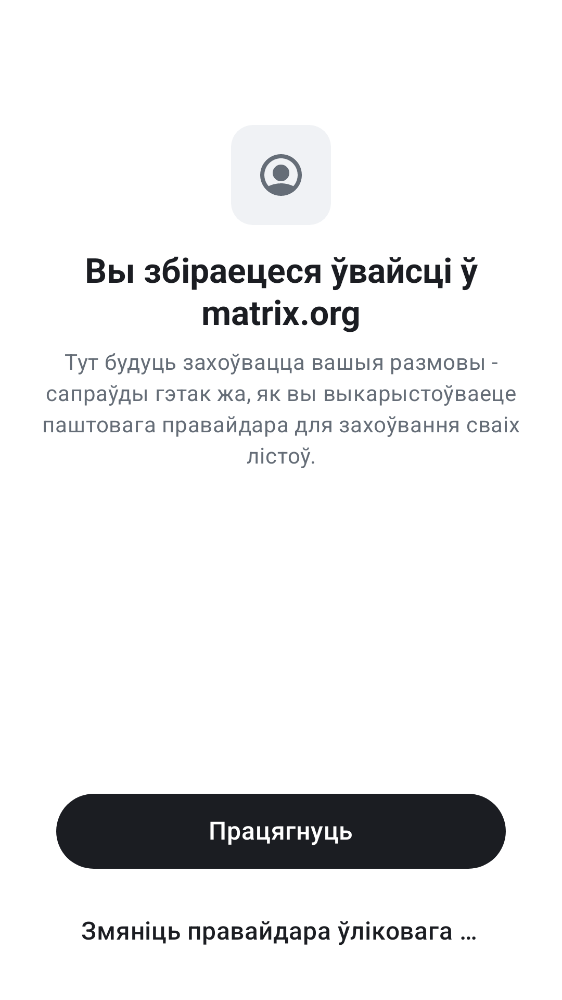 Вы збіраецеся ўвайсці ў
matrix.org
Тут будуць захоўвацца вашыя размовы -
сапраўды гэтак жа, як вы выкарыстоўваеце
паштовага правайдара для захоўвання сваіх
лістоў.
Працягнуць
Змяніць правайдара ўліковага ...